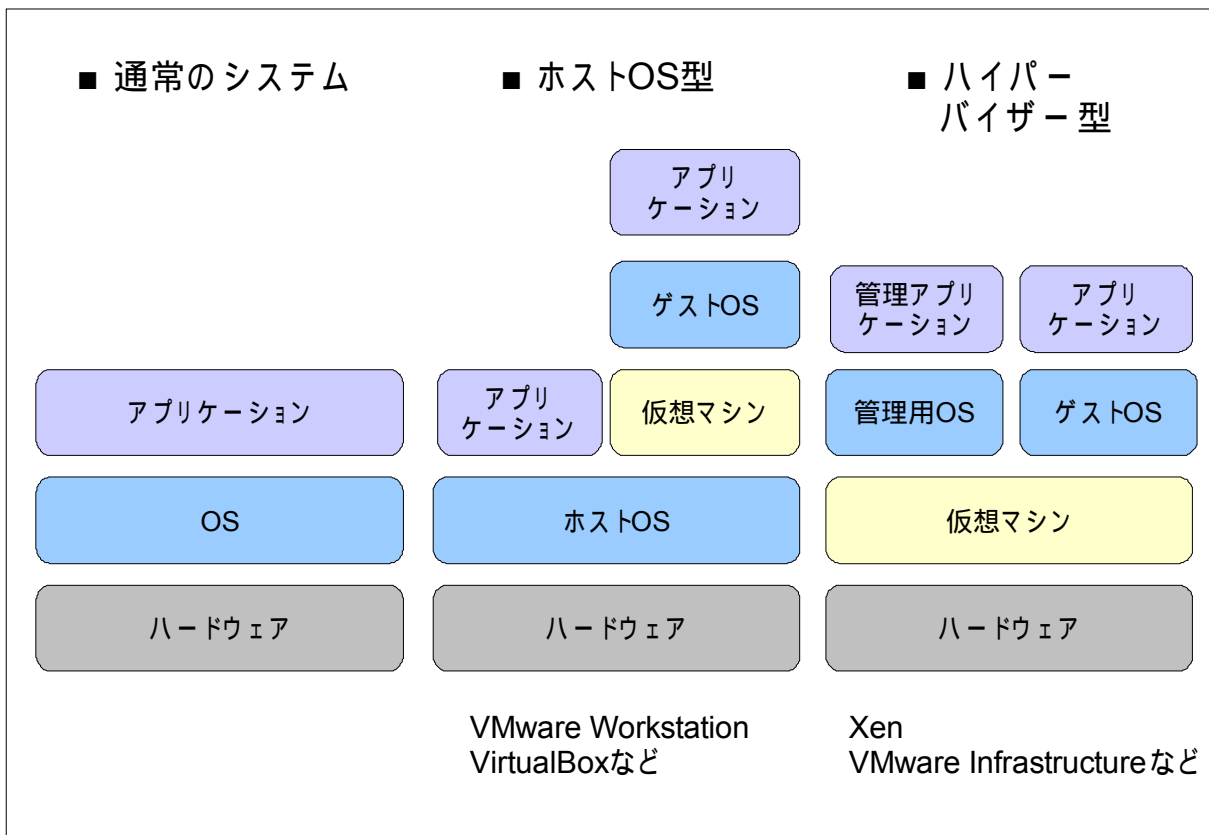 ■ 通常のシステム
■ ホストOS型
■ ハイパー
バイザー型
アプリ
ケーション
ゲストOS
管理アプリ
ケーション
アプリ
ケーション
アプリケーション
アプリ
ケーション
仮想マシン
管理用OS
ゲストOS
OS
ホストOS
仮想マシン
ハードウェア
ハードウェア
ハードウェア
VMware Workstation
VirtualBoxなど
Xen
VMware Infrastructureなど